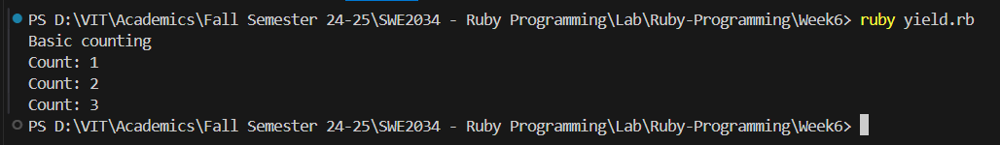 PS D:\VIT\Academics\Fall Semester 24-25\SWE2034 - Ruby Programming\Lab\Ruby-Programming\Week6> ruby yield.rb
Basic counting
Count: 1
Count: 2
Count: 3
PS D:\VIT\Academics\Fall Semester 24-25\SWE2034 - Ruby Programming\Lab\Ruby-Programming\Week6>